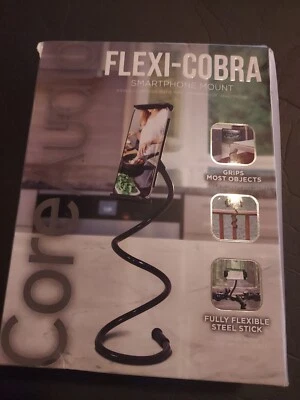 FLEXI-COBRA
SMARTPHONE MOUNT
GRIPS
MOST OBJECTS
FULLY FLEXIBLE
STEEL STICK
Core